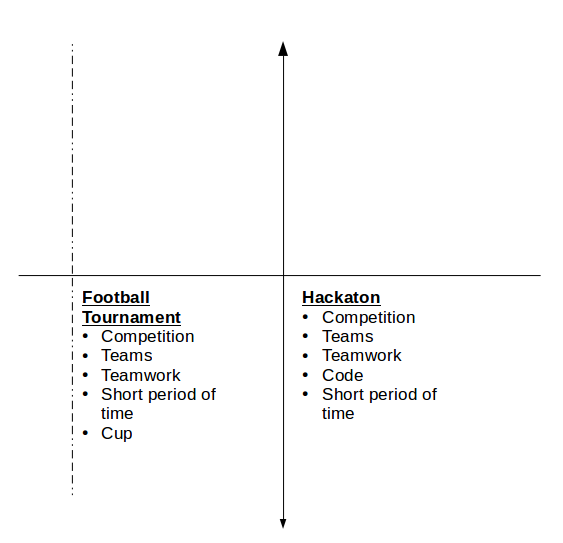 Football
Tournament
• Competition
• Teams
• Teamwork
• Short period of
time
• Cup
Hackaton
• Competition
• Teams
• Teamwork
• Code
• Short period of
time